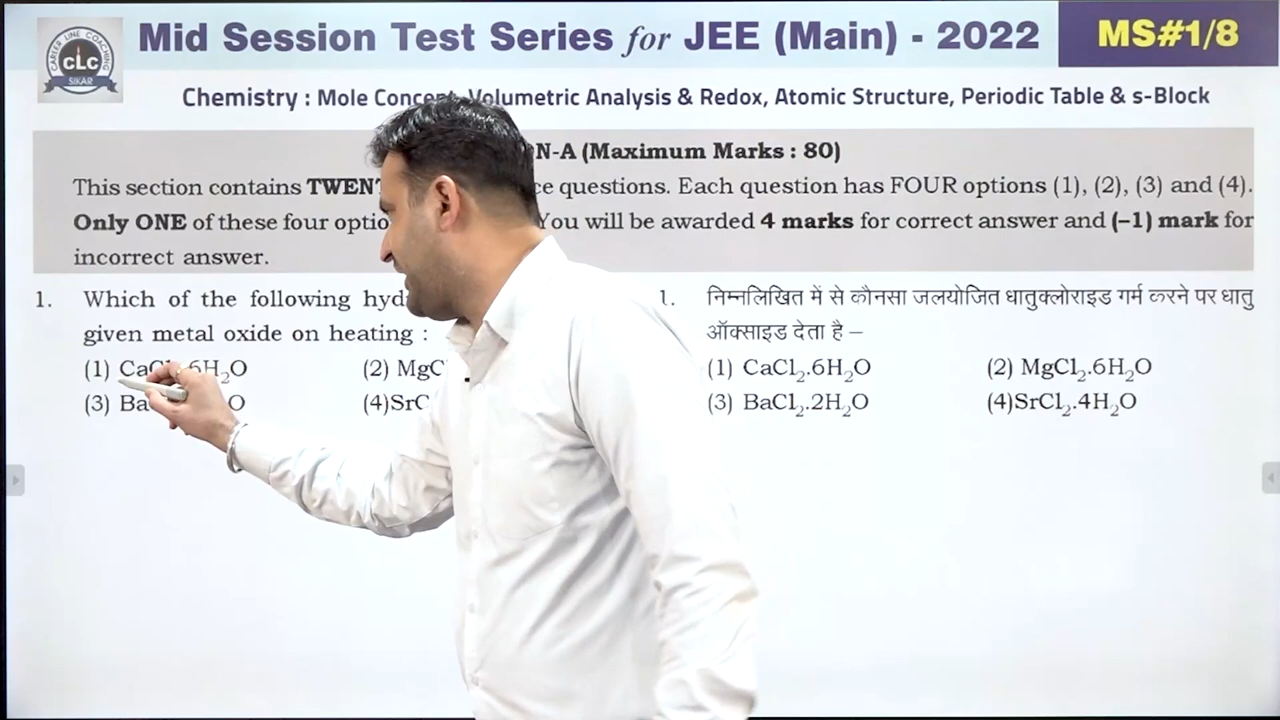 Mid Session Test Series for JEE (Main) - 2022
MS#1/8
CAREER LINE COACHING
CLC
SIKAR
Chemistry : Mole Concept, Volumetric Analysis & Redox, Atomic Structure, Periodic Table & s-Block
N-A (Maximum Marks : 80)
This section contains TWENT ce questions. Each question has FOUR options (1), (2), (3) and (4).
Only ONE of these four optio You will be awarded 4 marks for correct answer and (–1) mark for
incorrect answer.
1. Which of the following hyd
given metal oxide on heating :
(1) CaCl₂.6H₂O (2) MgC
(3) Ba O (4)SrC
1. निम्नलिखित में से कौनसा जलयोजित धातुक्लोराइड गर्म करने पर धातु
ऑक्साइड देता है –
(1) CaCl₂.6H₂O (2) MgCl₂.6H₂O
(3) BaCl₂.2H₂O (4)SrCl₂.4H₂O